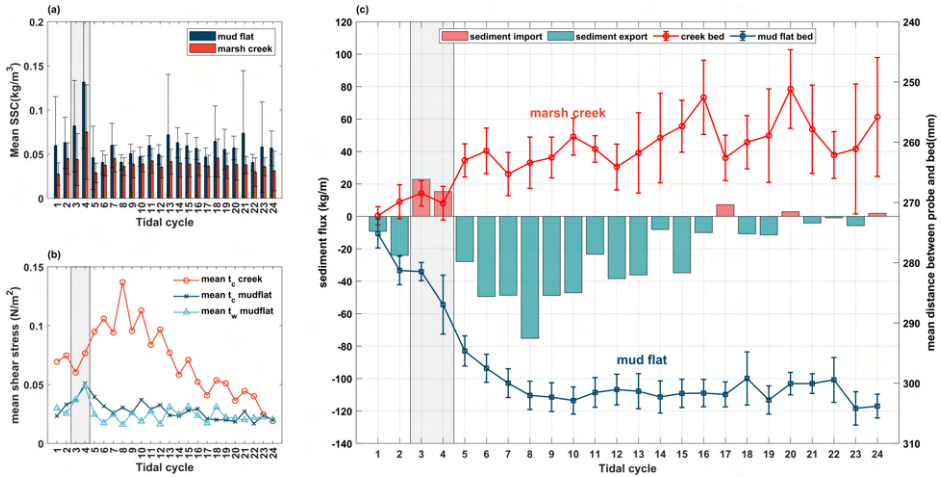 (a)
0.2
0.15
0.1
0.05
0
Mean SSC(kg/m³)
mud flat
marsh creek
1 2 3 4 5 6 7 8 9 10 11 12 13 14 15 16 17 18 19 20 21 22 23 24
Tidal cycle
(b)
0.15
0.1
0.05
0
mean shear stress (N/m²)
mean t_c creek
mean t_c mudflat
mean t_w mudflat
1 2 3 4 5 6 7 8 9 10 11 12 13 14 15 16 17 18 19 20 21 22 23 24
Tidal cycle
(c)
sediment import sediment export creek bed mud flat bed
120
100
80
60
40
20
0
-20
-40
-60
-80
-100
-120
-140
sediment flux(kg/m)
marsh creek
mud flat
240
250
260
270
280
290
300
310
mean distance between probe and bed(mm)
1 2 3 4 5 6 7 8 9 10 11 12 13 14 15 16 17 18 19 20 21 22 23 24
Tidal cycle